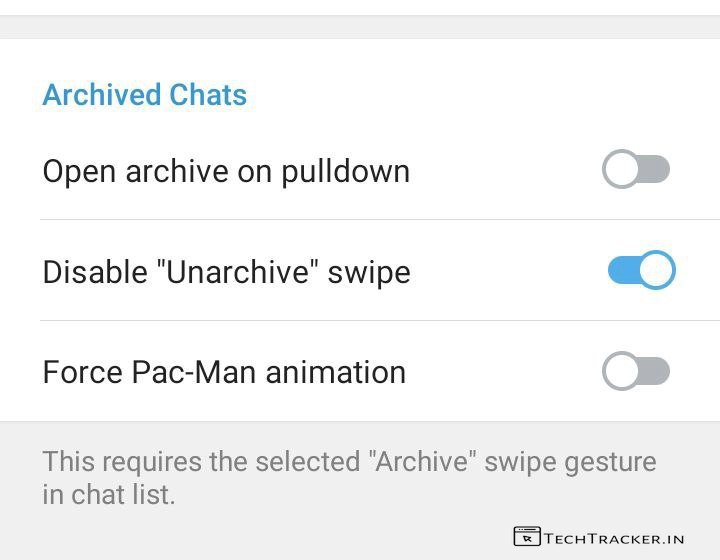 Archived Chats
Open archive on pulldown
Disable "Unarchive" swipe
Force Pac-Man animation
This requires the selected "Archive" swipe gesture
in chat list.
TECHTRACKER.IN